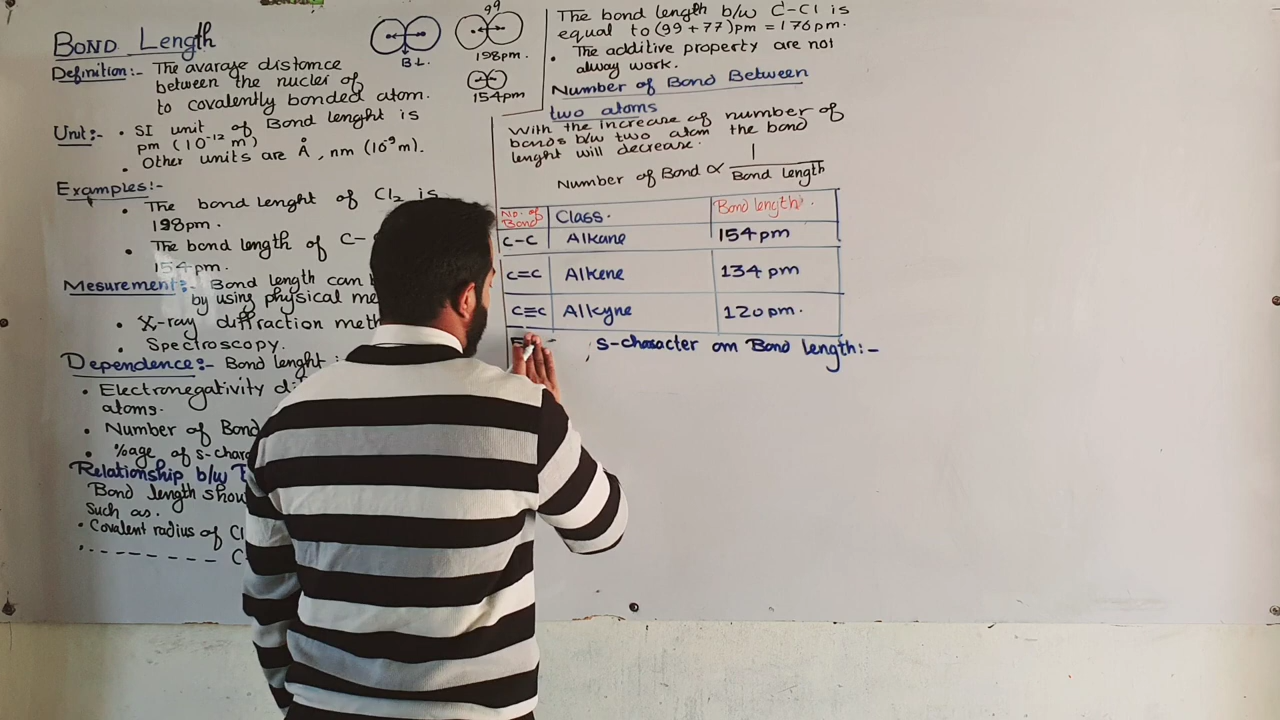 BOND Length
Definition:- The avarage distance
between the nuclei of
to covalently bonded atom.
Unit:- • SI unit of Bond lenght is
pm (10⁻¹² m)
• Other units are Å, nm (10⁻⁹m).
Examples:-
• The bond lenght of Cl₂ is
198pm.
• The bond length of C-
154pm.
Mesurement:- Bond length can
by using physical me
• X-ray diffraction meth
• Spectroscopy.
Dependence:- Bond lenght
• Electronegativity di
atoms.
• Number of Bond
• %age of s-chara
Relationship b/w
Bond length show
Such as.
• Covalent radius of Cl
C
B.L.
99
198pm.
154pm
The bond length b/w C-Cl is
equal to (99+77)pm = 176pm.
• The additive property are not
alway work.
Number of Bond Between
two atoms
With the increase of number of
bonds b/w two atom the bond
lenght will decrease.
Number of Bond ∝ 1/Bond length
No. of Bond Class. Bond length.
C-C Alkane 154pm
C=C Alkene 134 pm
C≡C Alkyne 120pm.
S-character on Bond length:-